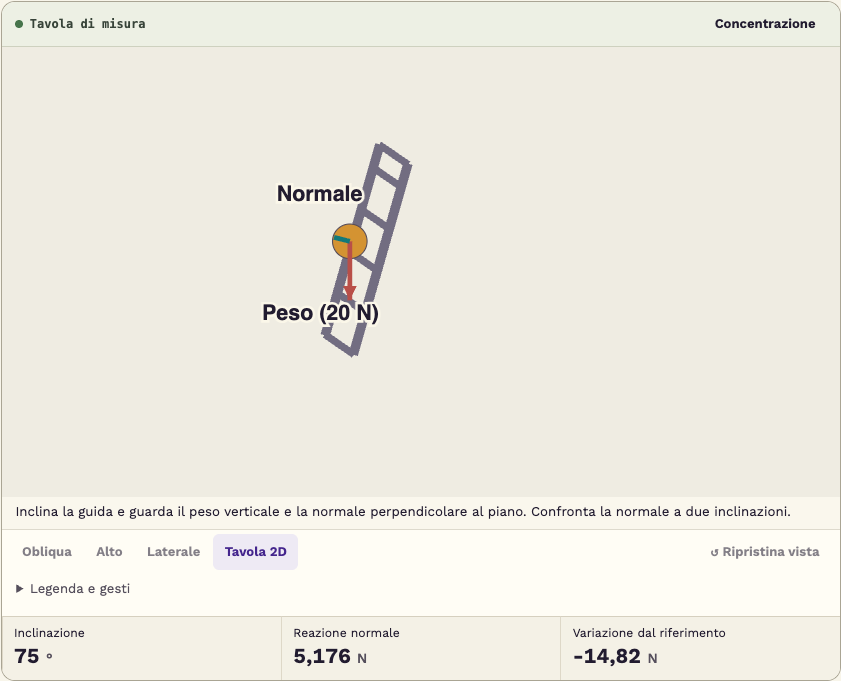 Tavola di misura
Concentrazione
Normale
Peso (20 N)
Inclina la guida e guarda il peso verticale e la normale perpendicolare al piano. Confronta la normale a due inclinazioni.
Obliqua Alto Laterale Tavola 2D ↺ Ripristina vista
▶ Legenda e gesti
Inclinazione Reazione normale Variazione dal riferimento
75 ° 5,176 N -14,82 N